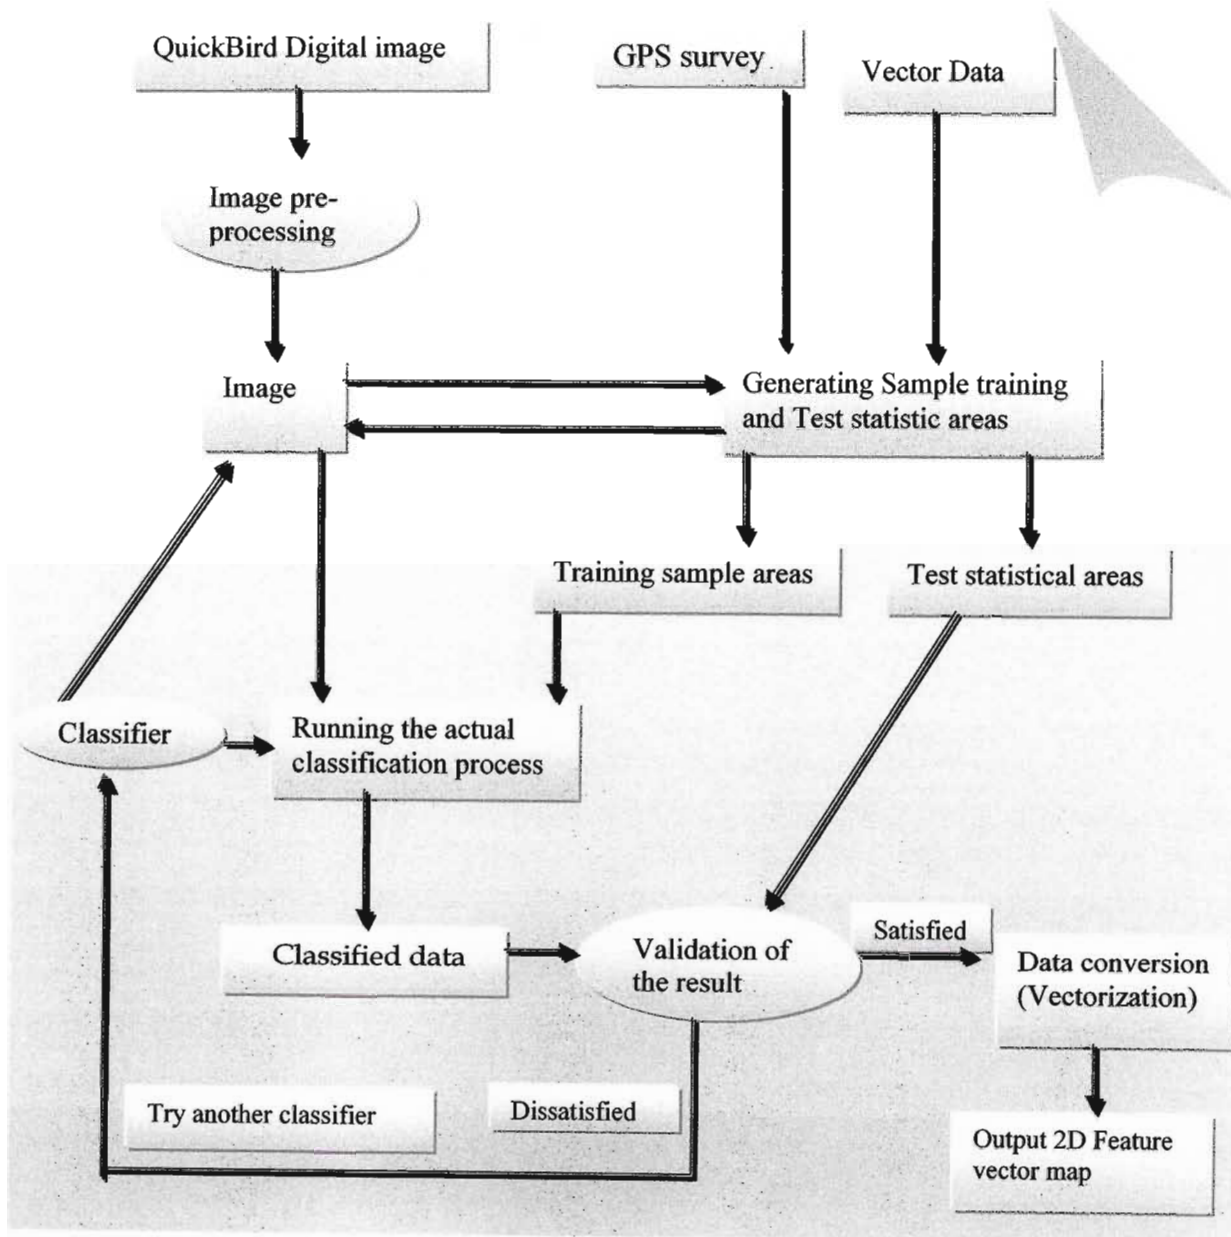 QuickBird Digital image
GPS survey
Vector Data
Image pre-
processing
Image
Generating Sample training
and Test statistic areas
Training sample areas
Test statistical areas
Classifier
Running the actual
classification process
Classified data
Validation of
the result
Satisfied
Data conversion
(Vectorization)
Try another classifier
Dissatisfied
Output 2D Feature
vector map